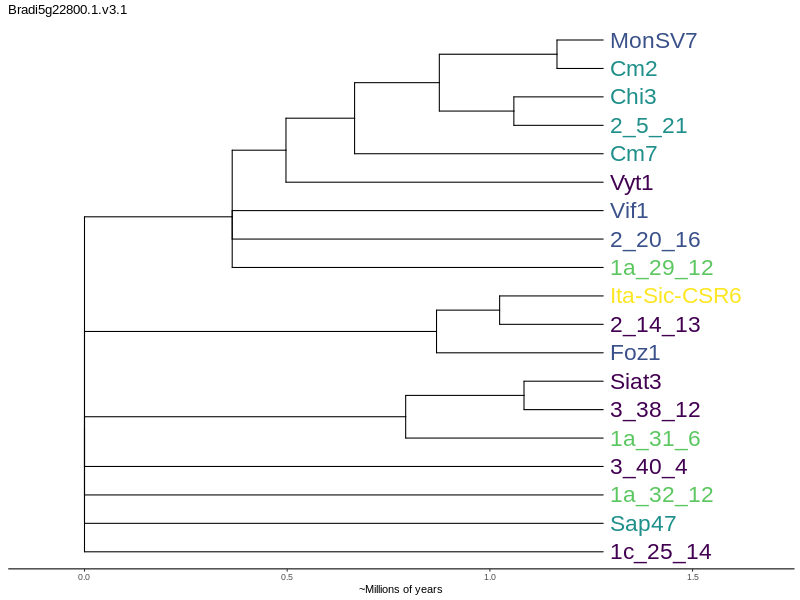 Bradi5g22800.1.v3.1
MonSV7
Cm2
Chi3
2_5_21
Cm7
Vyt1
Vif1
2_20_16
1a_29_12
Ita-Sic-CSR6
2_14_13
Foz1
Siat3
3_38_12
1a_31_6
3_40_4
1a_32_12
Sap47
1c_25_14
0.0 0.5 1.0 1.5
~Millions of years